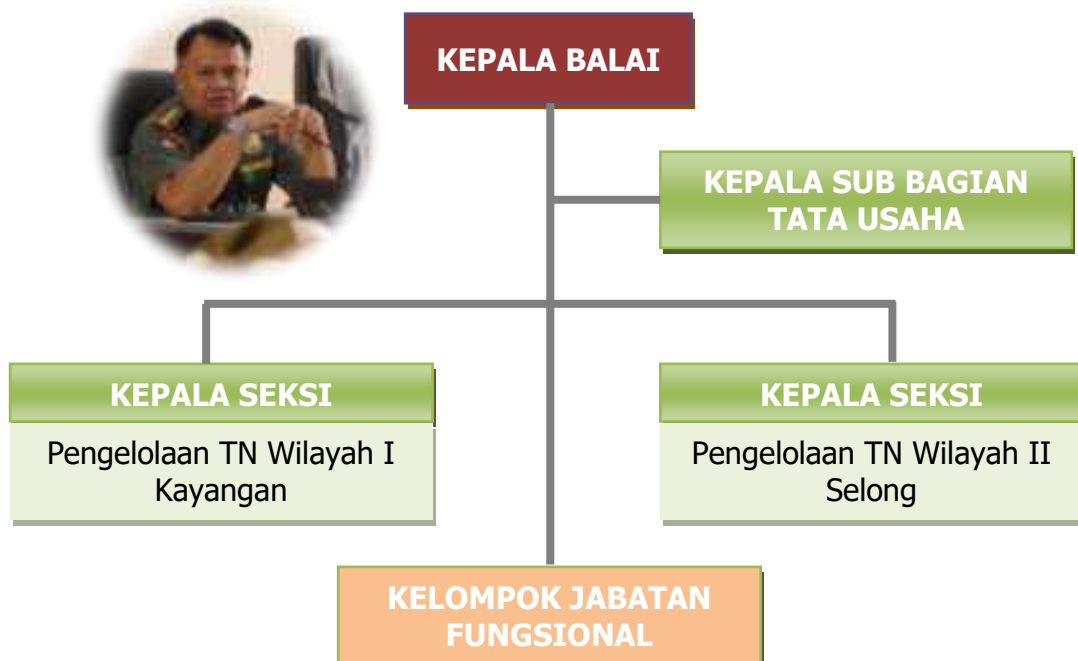 KEPALA BALAI
KEPALA SUB BAGIAN
TATA USAHA
KEPALA SEKSI
Pengelolaan TN Wilayah I
Kayangan
KEPALA SEKSI
Pengelolaan TN Wilayah II
Selong
KELOMPOK JABATAN
FUNGSIONAL